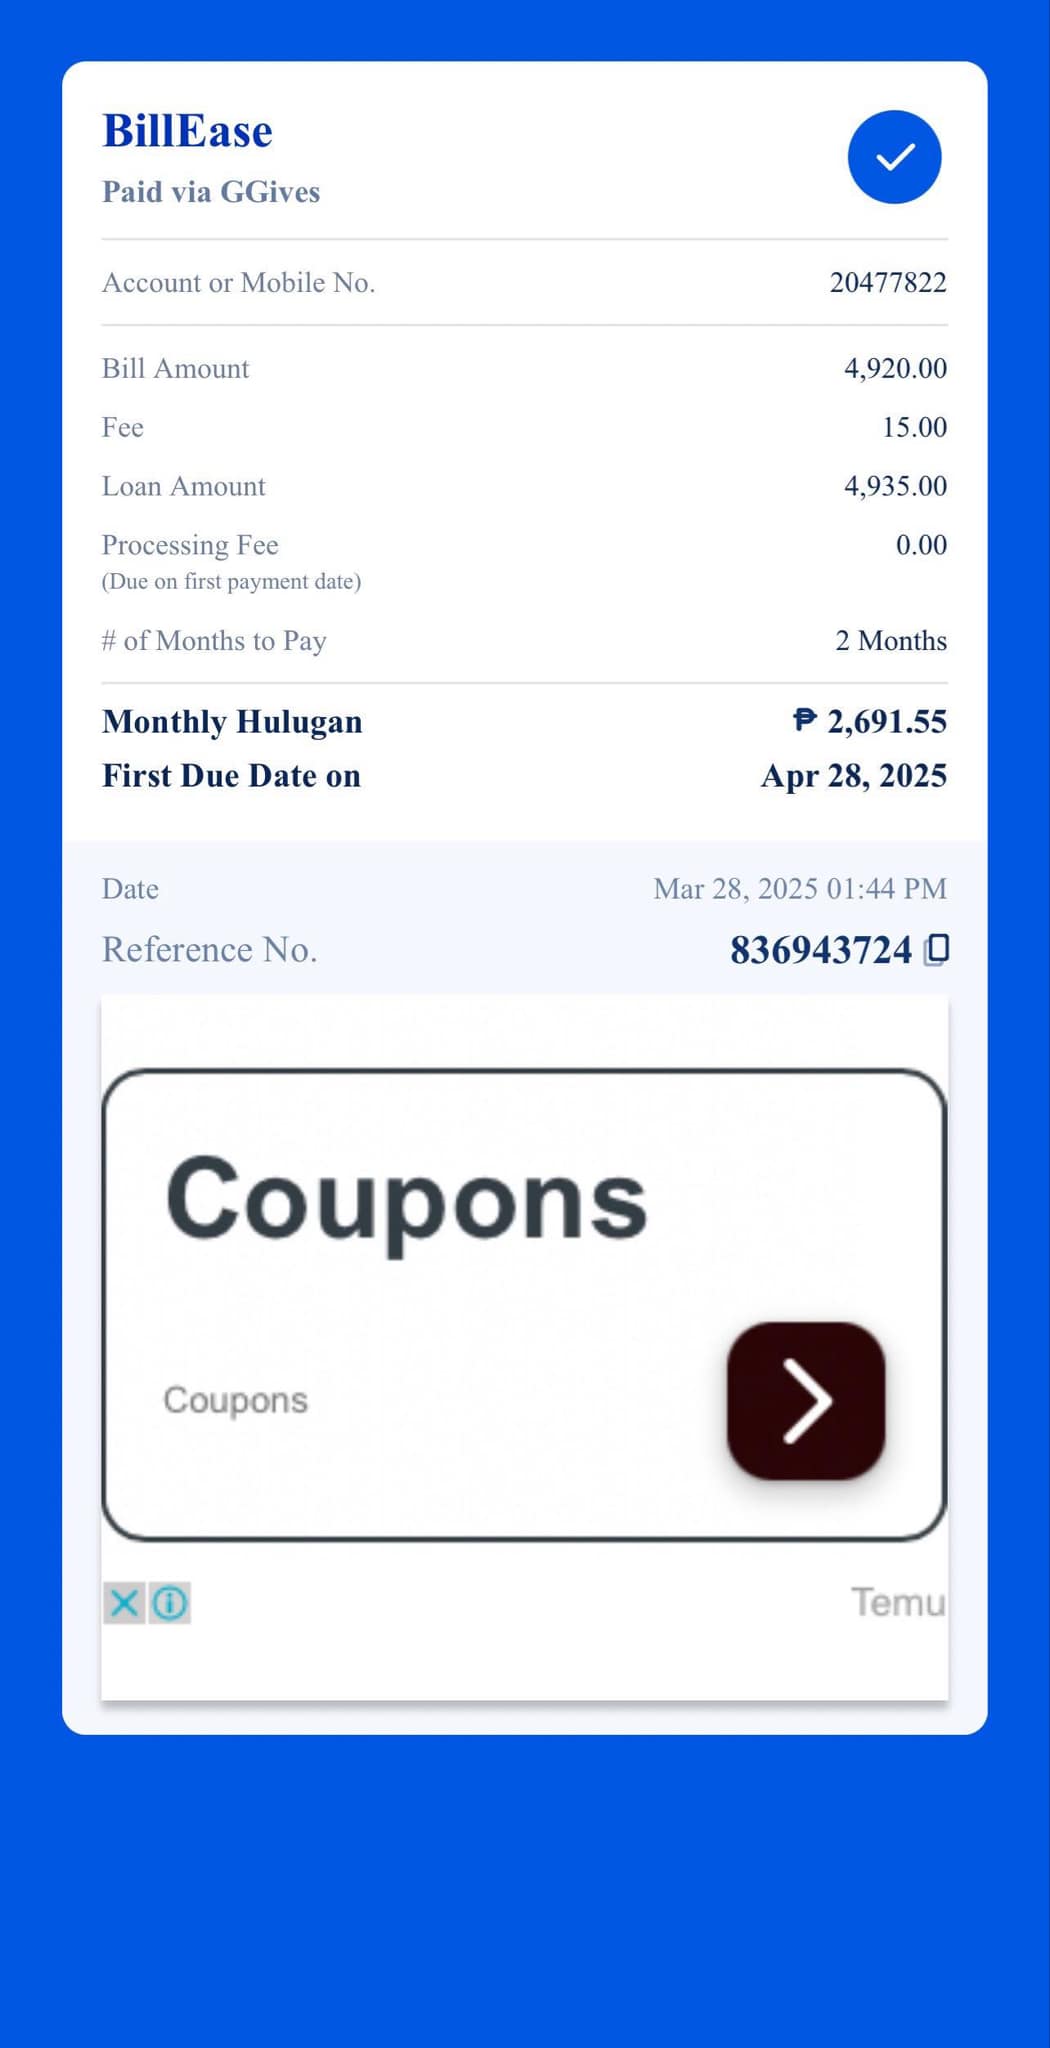 BillEase
Paid via GGives
Account or Mobile No. 20477822
Bill Amount 4,920.00
Fee 15.00
Loan Amount 4,935.00
Processing Fee 0.00
(Due on first payment date)
# of Months to Pay 2 Months
Monthly Hulugan ₱ 2,691.55
First Due Date on Apr 28, 2025
Date Mar 28, 2025 01:44 PM
Reference No. 836943724
Coupons
Coupons
Temu